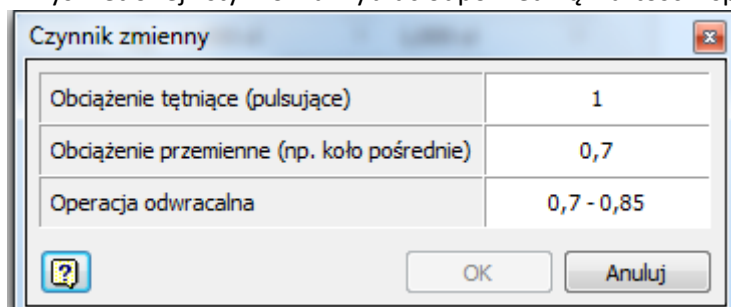 Czynnik zmienny
Obciążenie tętniące (pulsujące) 1
Obciążenie przemienne (np. koło pośrednie) 0,7
Operacja odwracalna 0,7 - 0,85
OK Anuluj